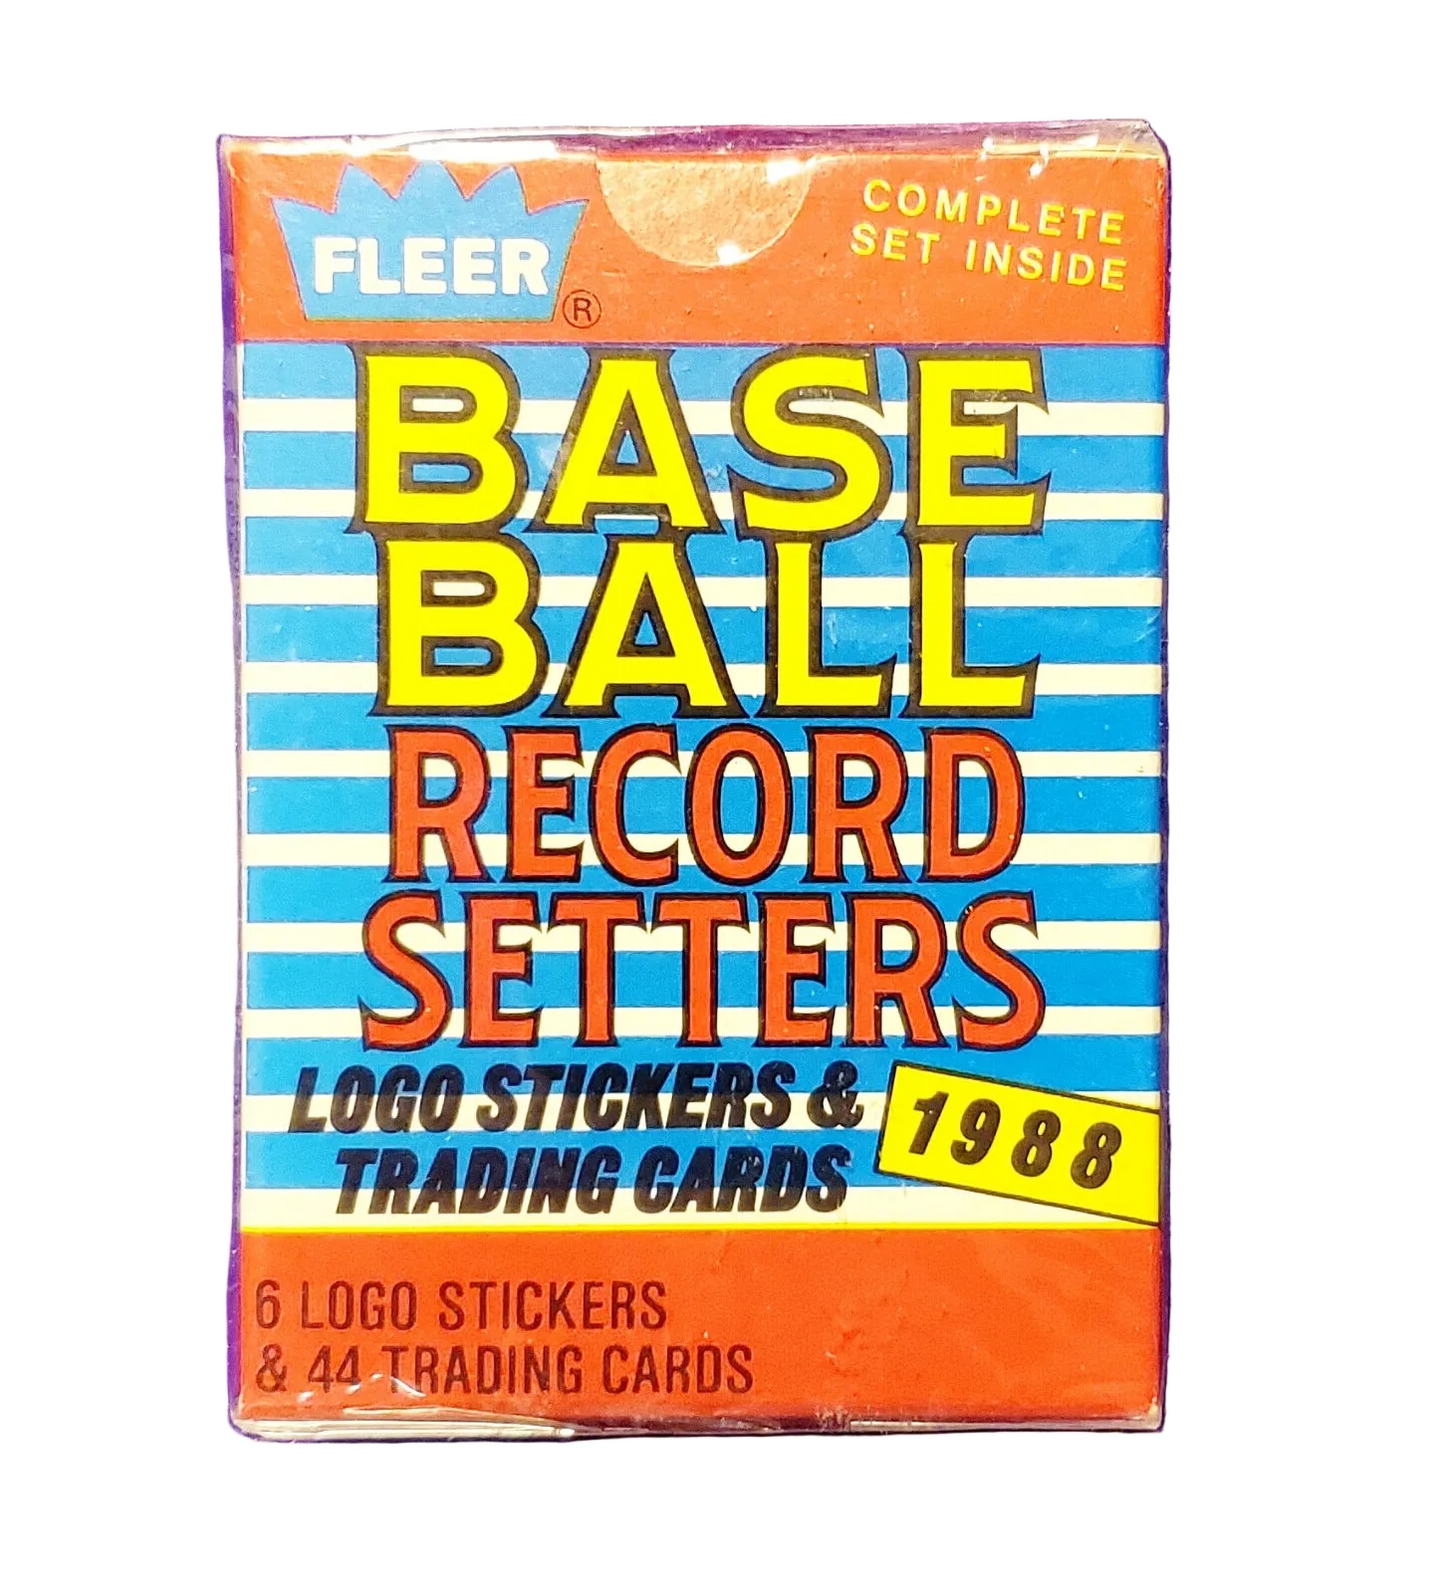 FLEER ®
COMPLETE
SET INSIDE
BASE
BALL
RECORD
SETTERS
LOGO STICKERS &
TRADING CARDS
1988
6 LOGO STICKERS
& 44 TRADING CARDS